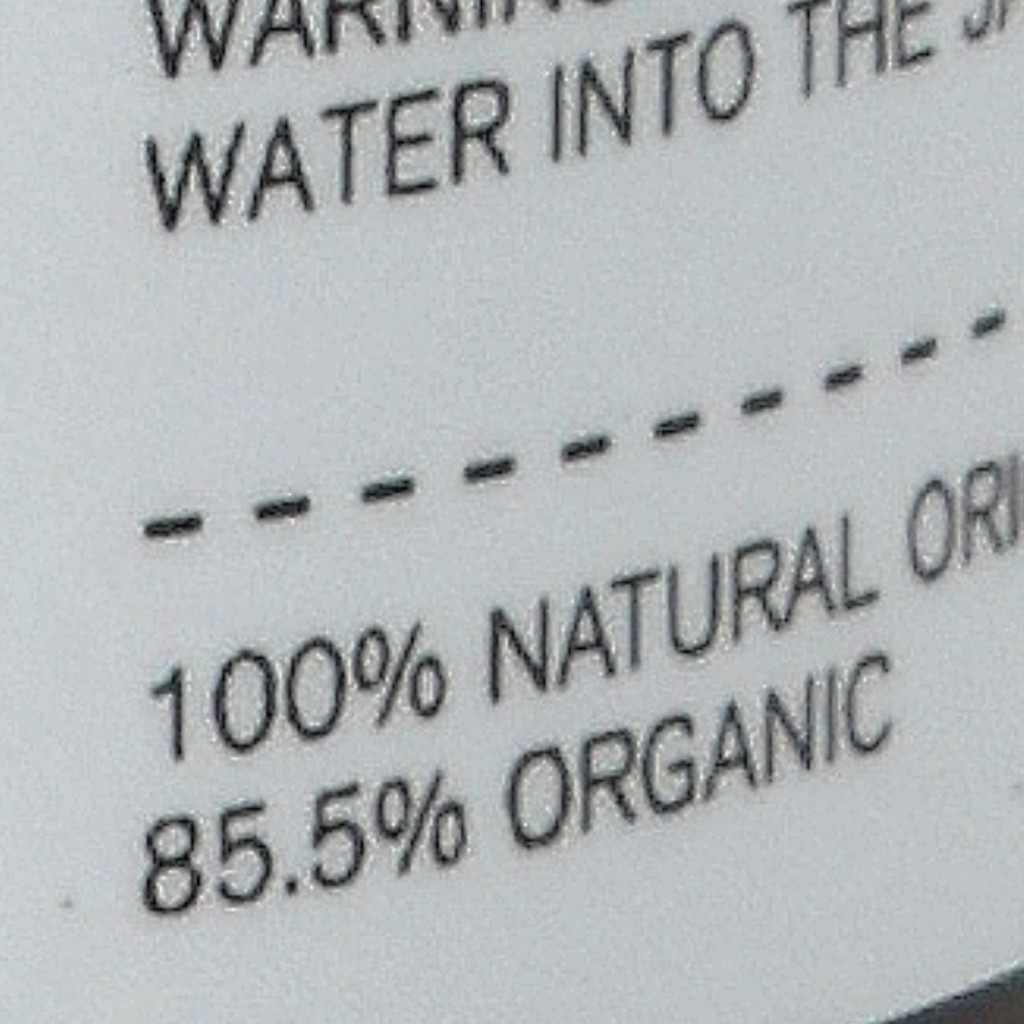 WATER INTO THE
- - - - - - - - -
100% NATURAL
85.5% ORGANIC